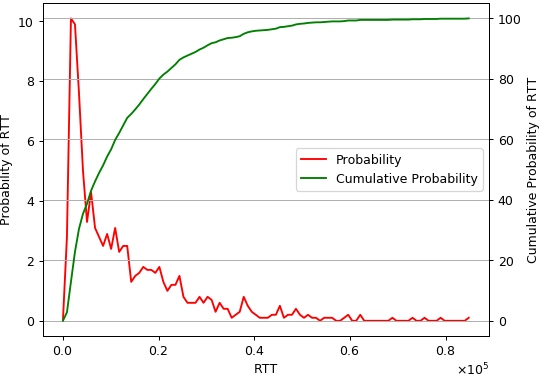 10
8
6
4
2
0
Probability of RTT
100
80
60
40
20
0
Cumulative Probability of RTT
Probability
Cumulative Probability
0.0 0.2 0.4 0.6 0.8
×10⁵
RTT